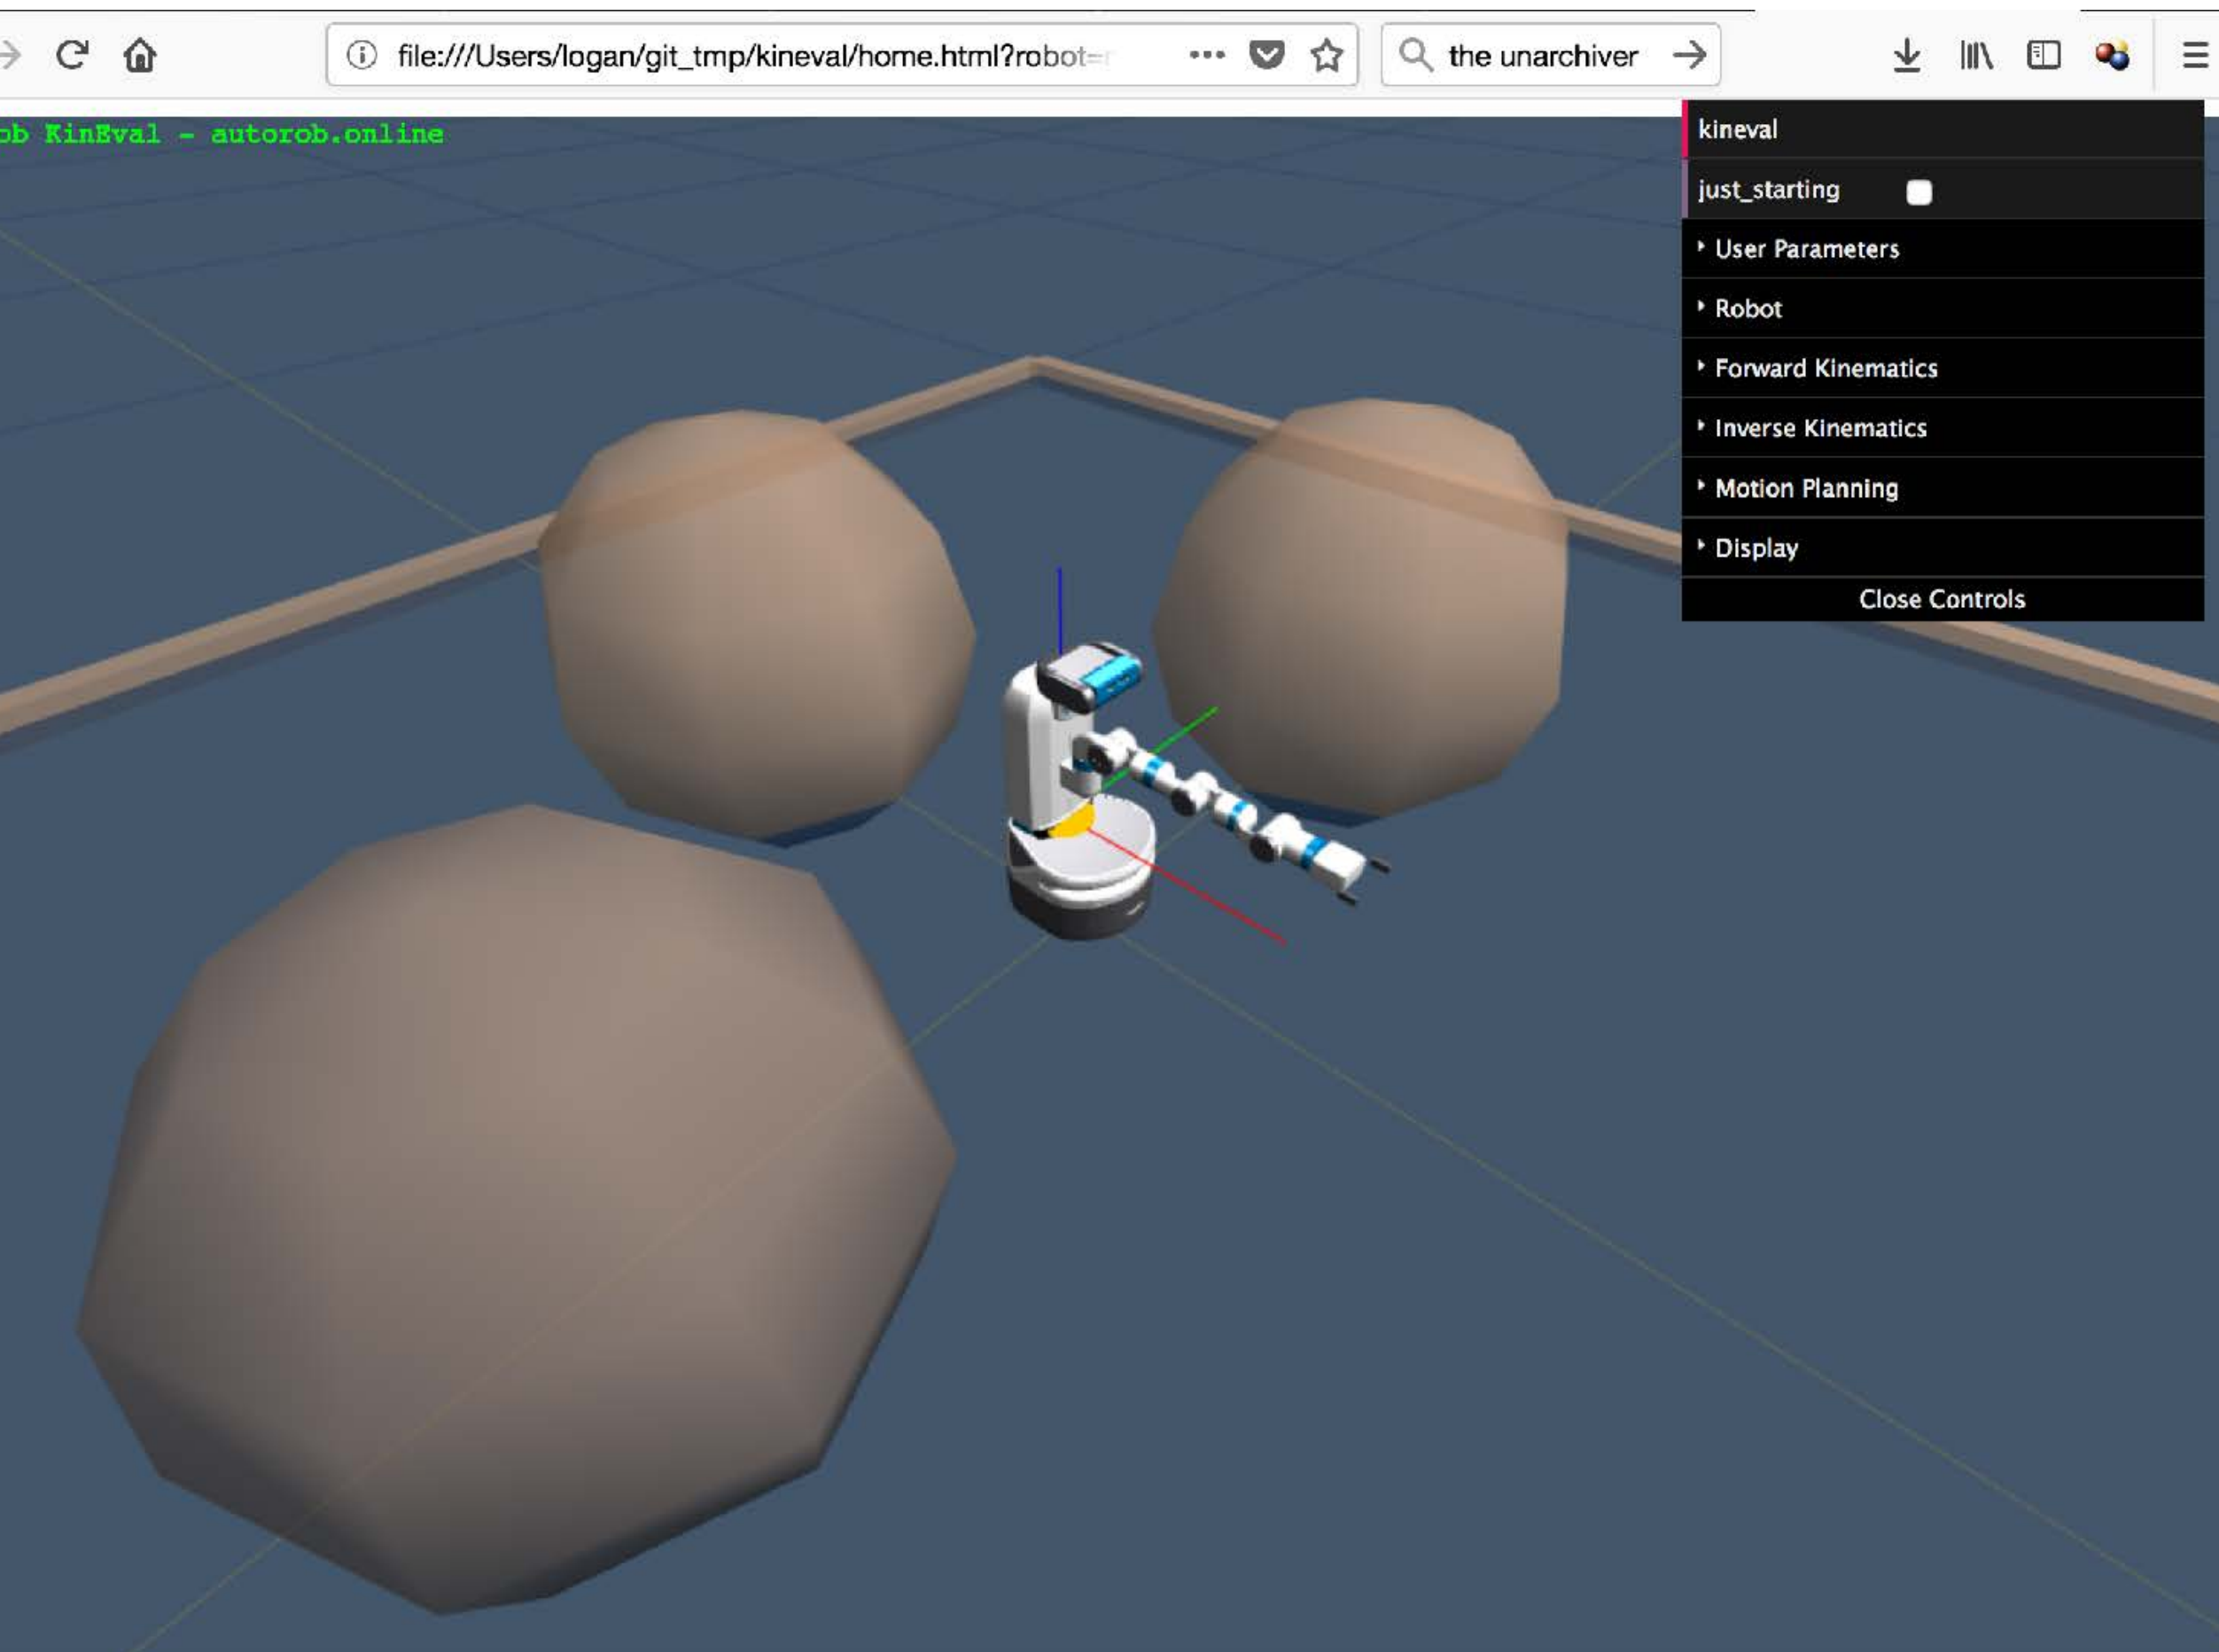 file:///Users/logan/git_tmp/kineval/home.html?robot=
the unarchiver
ob KinEval - autorob.online
kineval
just_starting
User Parameters
Robot
Forward Kinematics
Inverse Kinematics
Motion Planning
Display
Close Controls